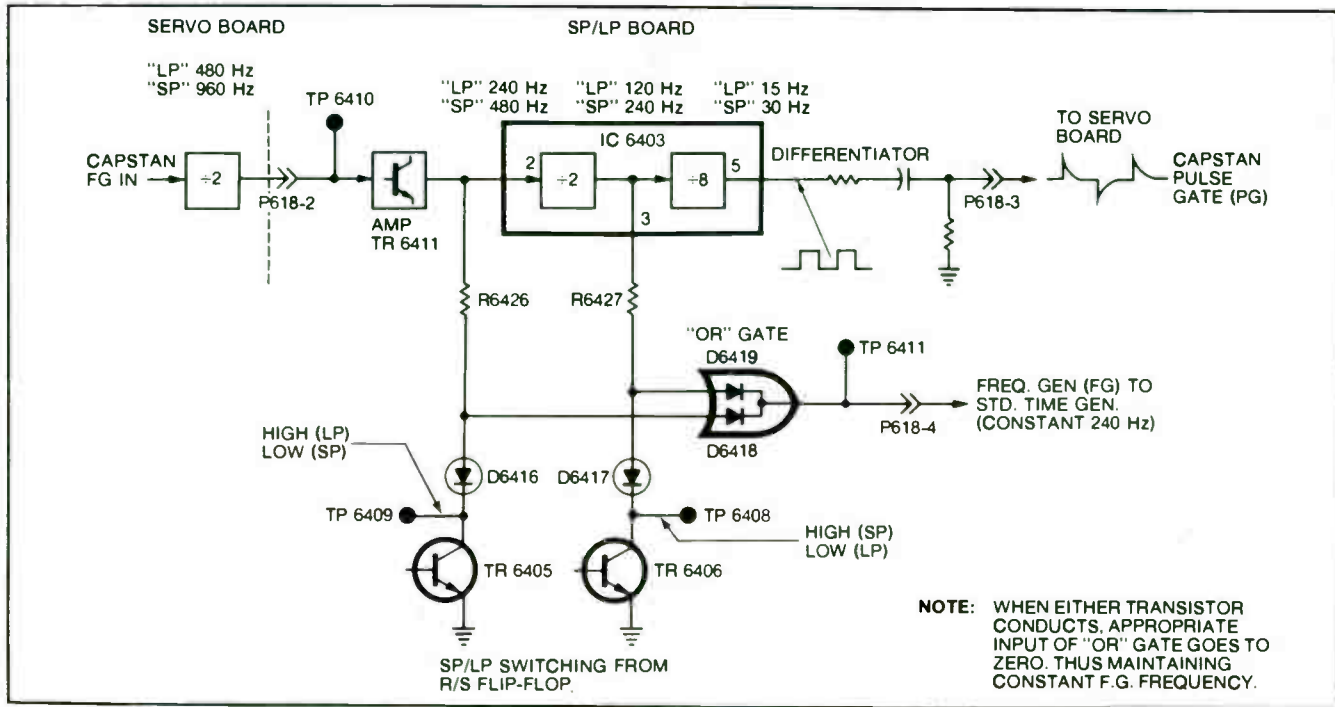 SERVO BOARD
SP/LP BOARD
"LP" 480 Hz
"SP" 960 Hz
TP 6410
"LP" 240 Hz
"SP" 480 Hz
"LP" 120 Hz
"SP" 240 Hz
"LP" 15 Hz
"SP" 30 Hz
TO SERVO
BOARD
IC 6403
CAPSTAN
FG IN
÷2
P618-2
AMP
TR 6411
2
÷2
3
÷8
5
DIFFERENTIATOR
P618-3
CAPSTAN
PULSE
GATE (PG)
R6426
R6427
"OR" GATE
D6419
D6418
TP 6411
P618-4
FREQ. GEN (FG) TO
STD. TIME GEN.
(CONSTANT 240 Hz)
HIGH (LP)
LOW (SP)
D6416
D6417
TP 6409
TP 6408
HIGH (SP)
LOW (LP)
TR 6405
TR 6406
SP/LP SWITCHING FROM
R/S FLIP-FLOP.
NOTE: WHEN EITHER TRANSISTOR
CONDUCTS, APPROPRIATE
INPUT OF "OR" GATE GOES TO
ZERO. THUS MAINTAINING
CONSTANT F.G. FREQUENCY.